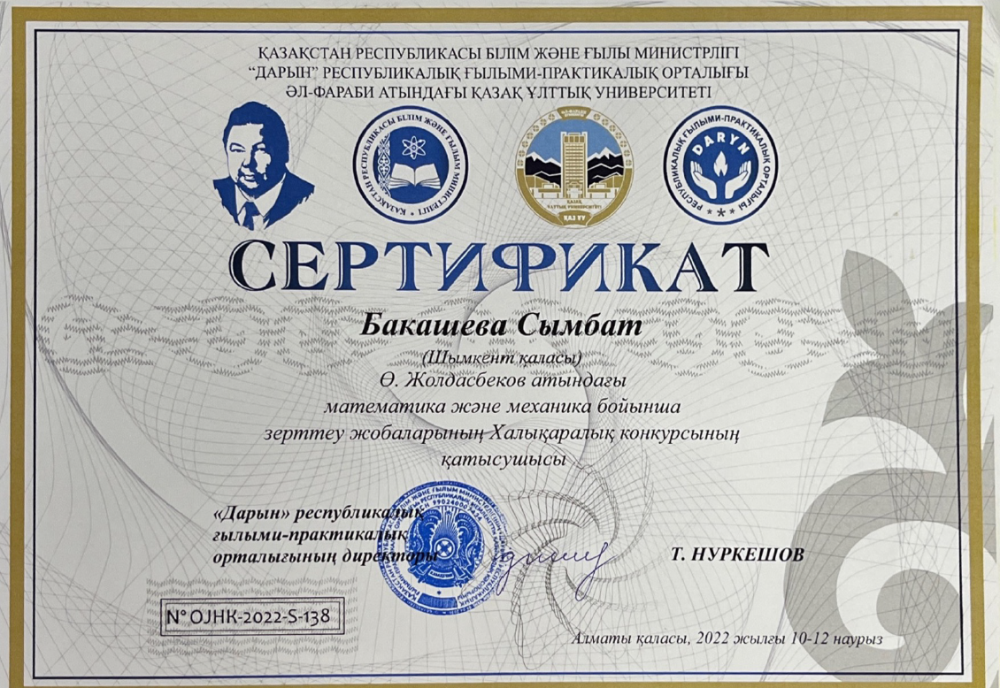 ҚАЗАҚСТАН РЕСПУБЛИКАСЫ БІЛІМ ЖӘНЕ ҒЫЛЫ МИНИСТРЛІГІ
“ДАРЫН” РЕСПУБЛИКАЛЫҚ ҒЫЛЫМИ-ПРАКТИКАЛЫҚ ОРТАЛЫҒЫ
ӘЛ-ФАРАБИ АТЫНДАҒЫ ҚАЗАҚ ҰЛТТЫҚ УНИВЕРСИТЕТІ
ҚАЗАҚСТАН РЕСПУБЛИКАСЫ БІЛІМ ЖӘНЕ ҒЫЛЫМ МИНИСТРЛІГІ
ҚАЗАҚ
ҰЛТТЫҚ УНИВЕРСИТЕТІ
ҚАЗ ҰУ
РЕСПУБЛИКАЛЫҚ ҒЫЛЫМИ-ПРАКТИКАЛЫҚ ОРТАЛЫҒЫ
DARYN
СЕРТИФИКАТ
Бакашева Сымбат
(Шымкент қаласы)
Ө. Жолдасбеков атындағы
математика және механика бойынша
зерттеу жобаларының Халықаралық конкурсының
қатысушысы
«Дарын» республикалық
ғылыми-практикалық
орталығының директоры
Т. НУРКЕШОВ
N° OJHK-2022-S-138
Алматы қаласы, 2022 жылғы 10-12 наурыз